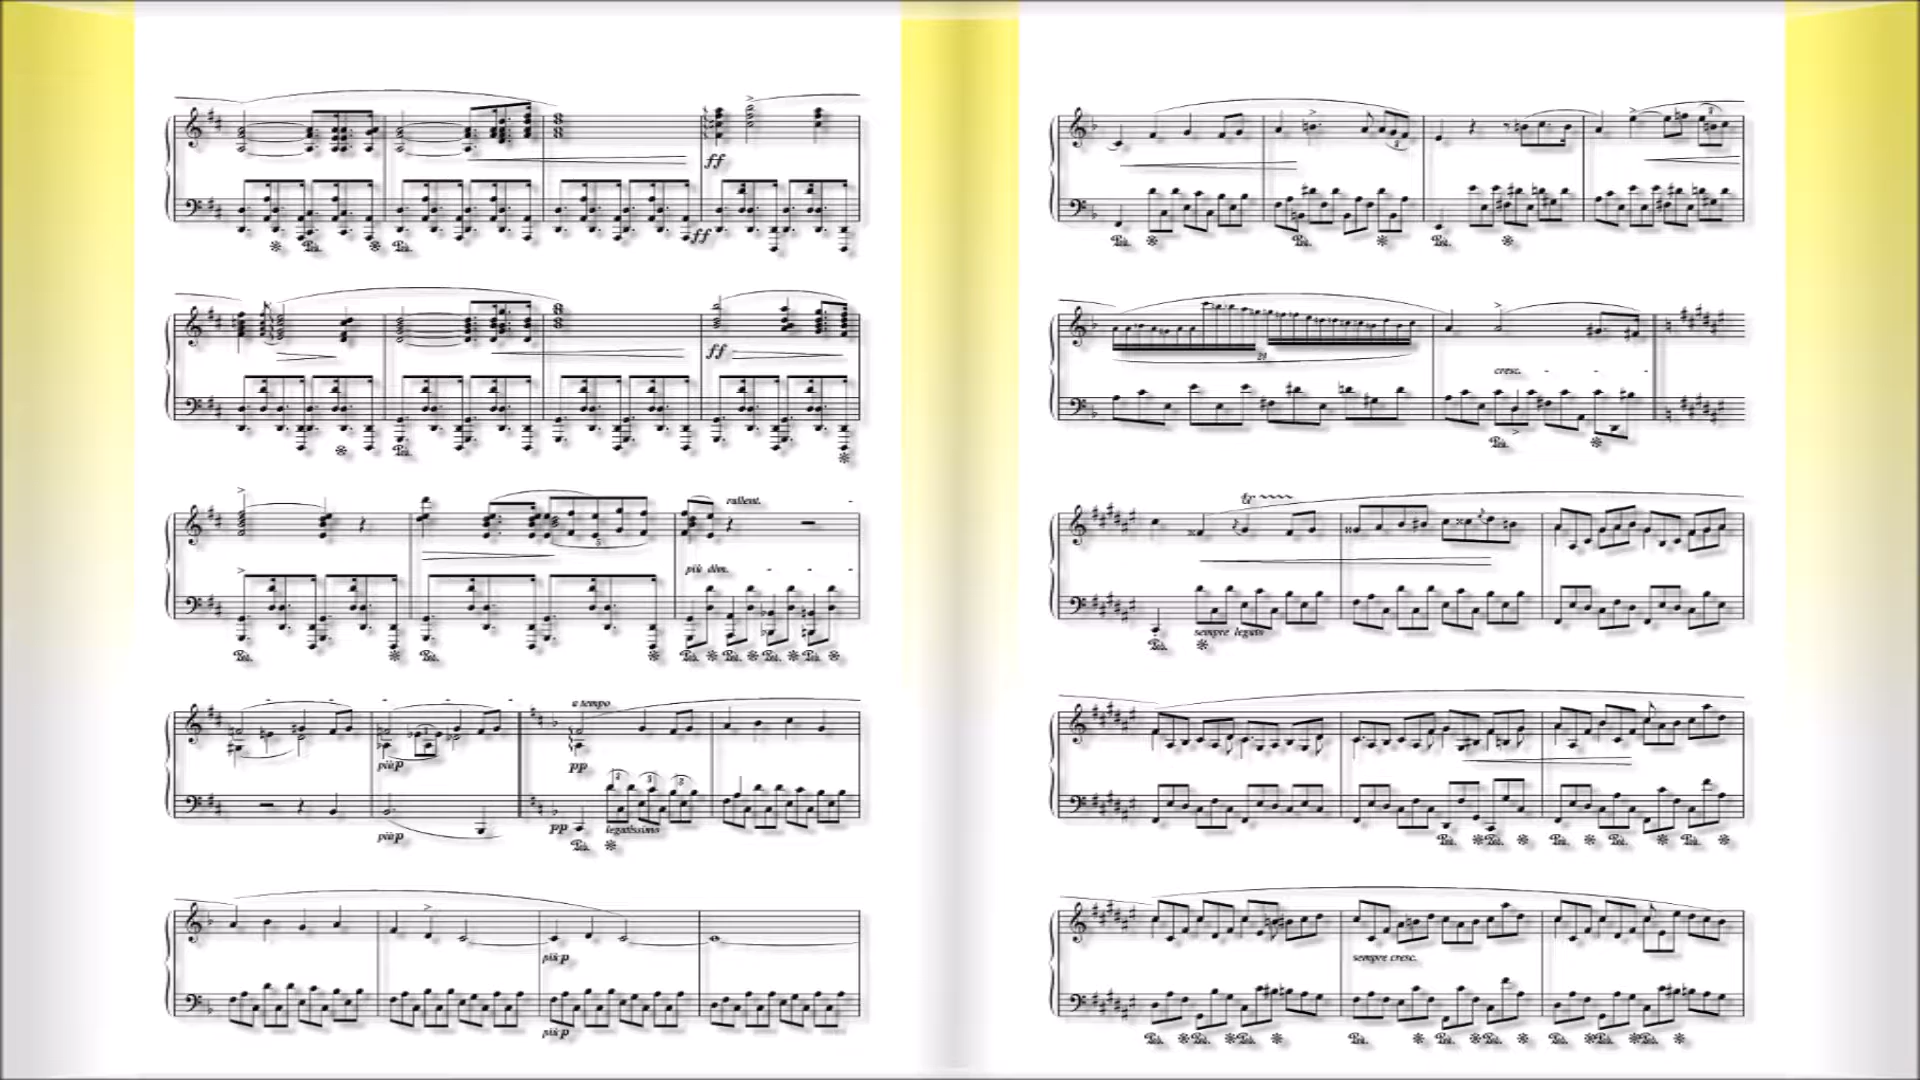 ff
ff
ff
rallent.
più dim.
a tempo
più p
pp
pp
legatissimo
più p
più p
più p
cresc.
sempre legato
sempre cresc.